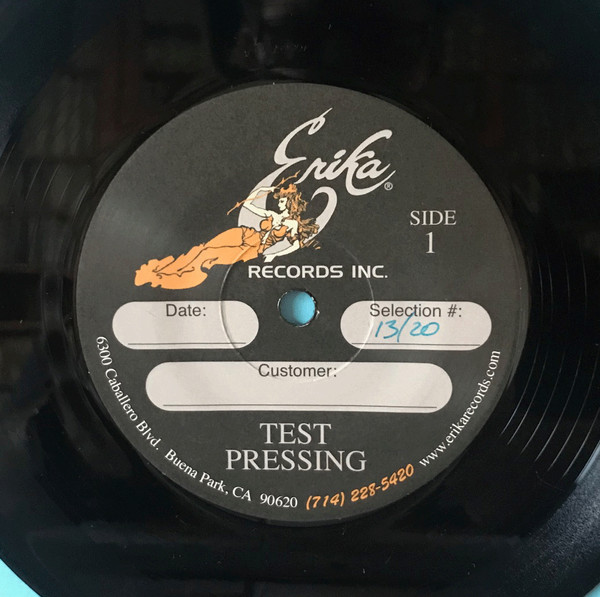 Erika®
SIDE
1
RECORDS INC.
Date:
Selection #:
13/20
Customer:
TEST
PRESSING
6300 Caballero Blvd. Buena Park, CA 90620 (714) 228-5420 www.erikarecords.com